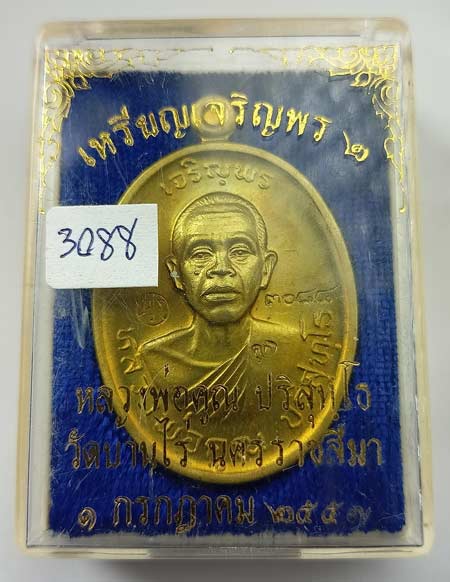 เหรียญเจริญพร ๒
เจริญพร
3088
๓๐๘๘
หลวงพ่อคูณ ปริสุทฺโธ
วัดบ้านไร่ นครราชสีมา
๑ กรกฎาคม ๒๕๕๗